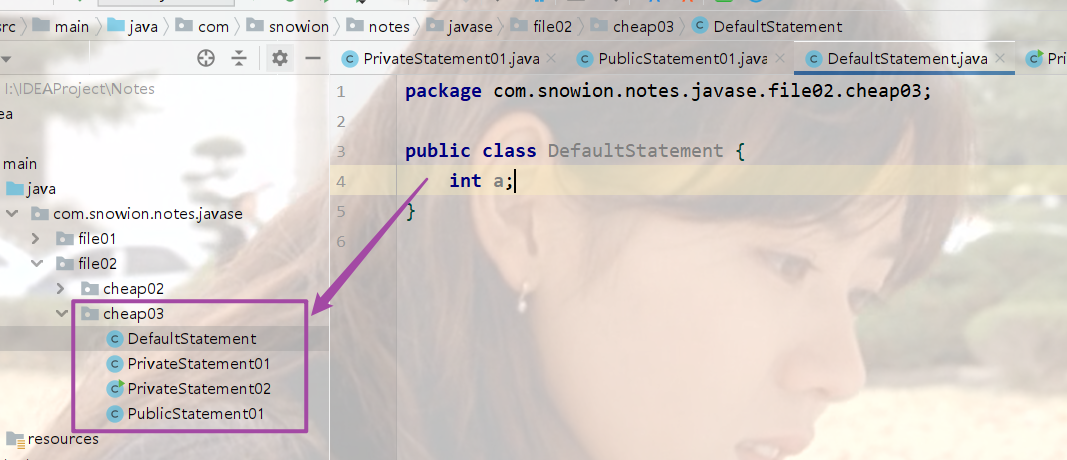 src main java com snowion notes javase file02 cheap03 DefaultStatement
PrivateStatement01.java PublicStatement01.java DefaultStatement.java Pri
I:\IDEAProject\Notes
ea
main
java
com.snowion.notes.javase
file01
file02
cheap02
cheap03
DefaultStatement
PrivateStatement01
PrivateStatement02
PublicStatement01
resources
1 package com.snowion.notes.javase.file02.cheap03;
2
3 public class DefaultStatement {
4 int a;
5 }
6